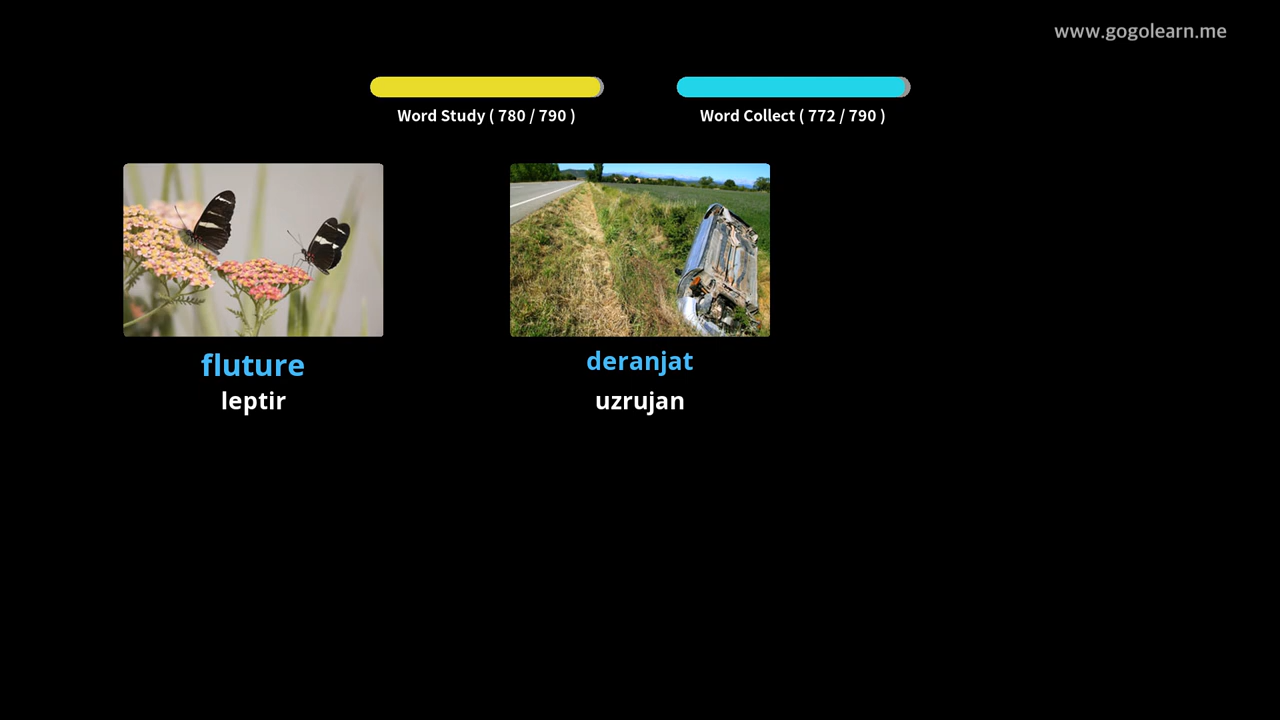 www.gogolearn.me
Word Study ( 780 / 790 )
Word Collect ( 772 / 790 )
fluture
leptir
deranjat
uzrujan